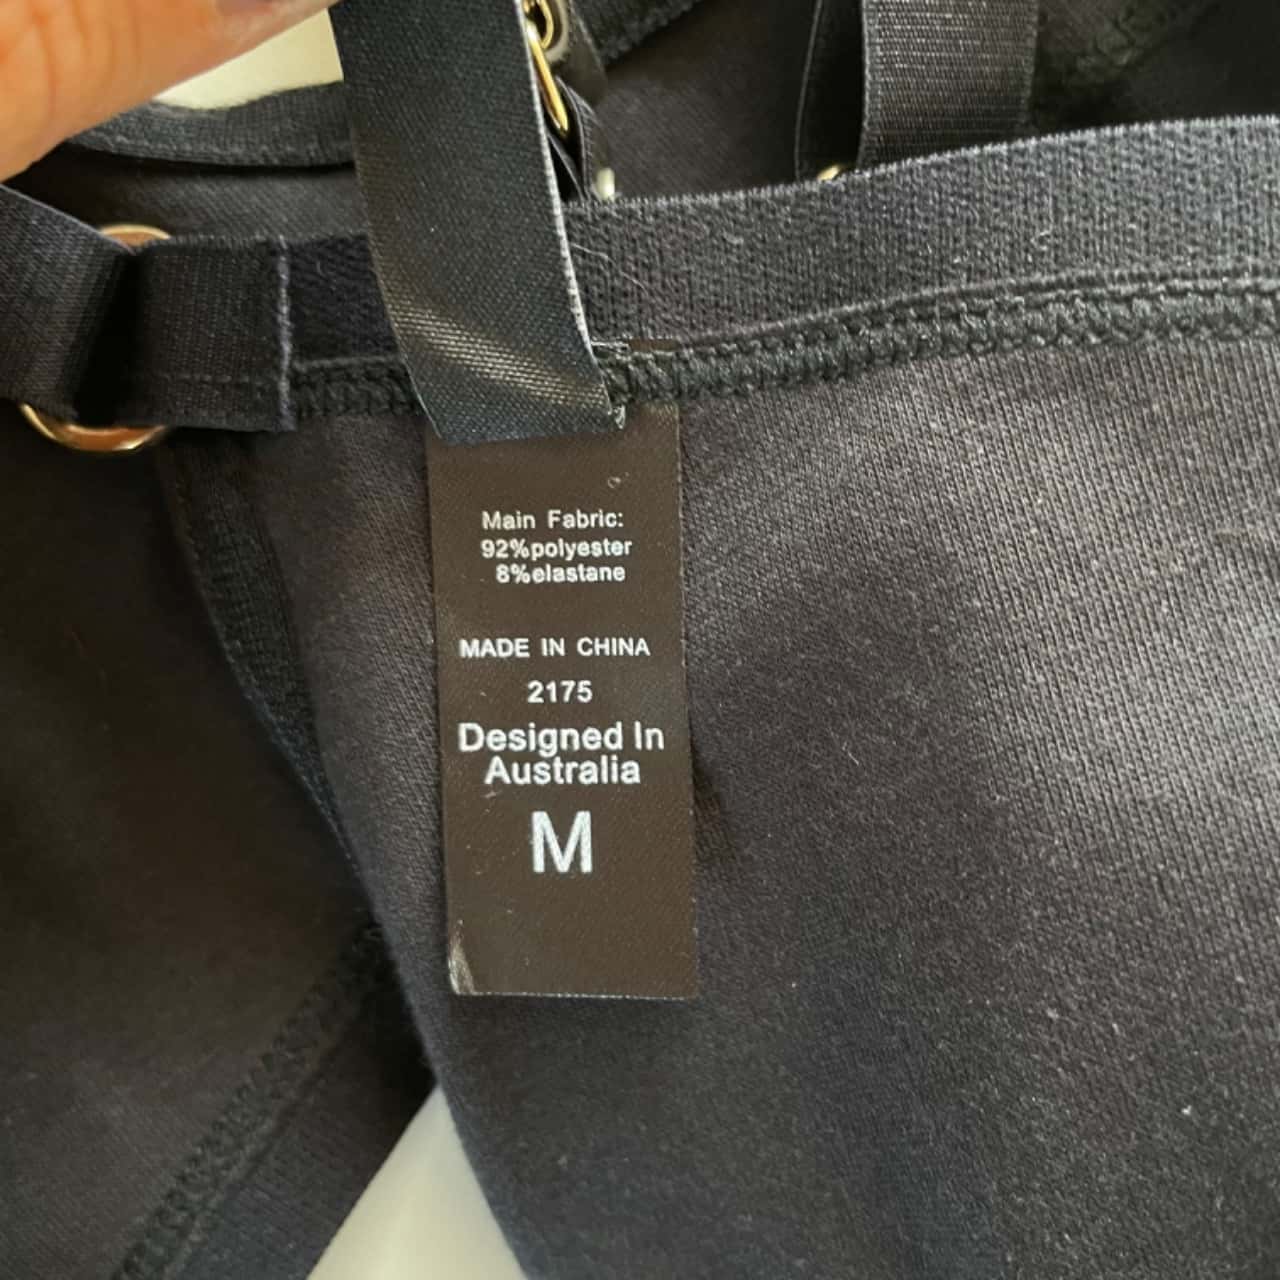 Main Fabric:
92%polyester
8%elastane
MADE IN CHINA
2175
Designed In
Australia
M